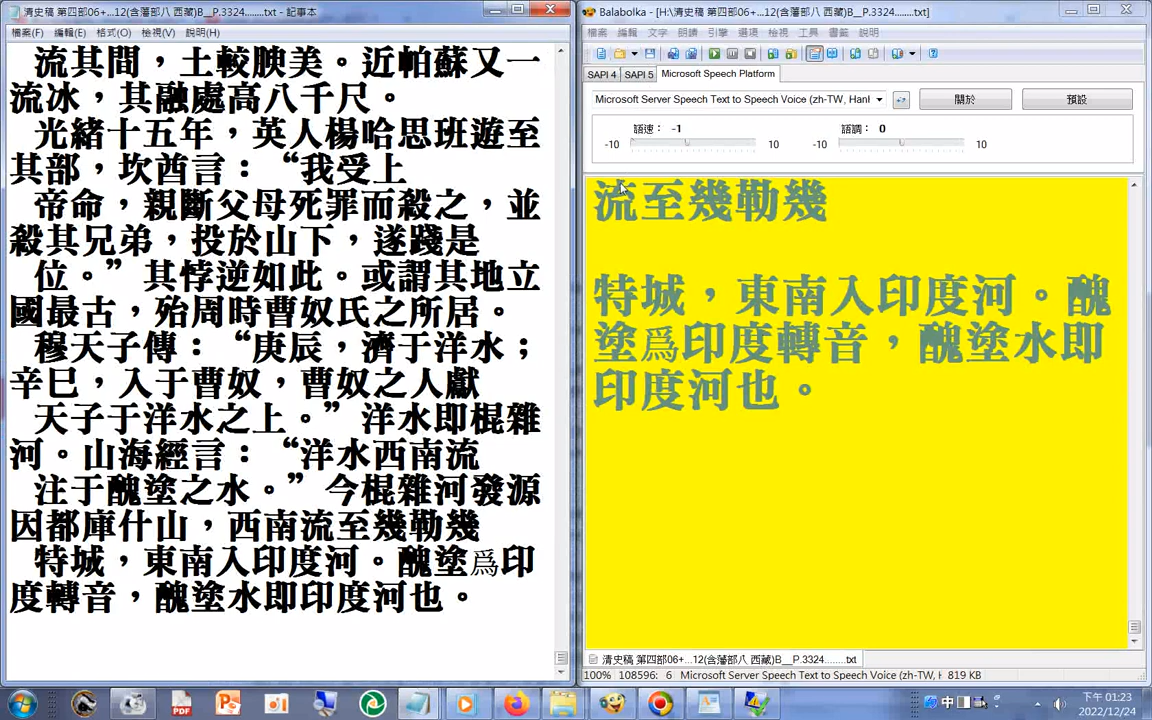 清史稿 第四部06+...12(含藩部八 西藏)B__P.3324........txt - 記事本
檔案(F) 編輯(E) 格式(O) 檢視(V) 說明(H)
流其間，土較腴美。近帕蘇又一
流冰，其融處高八千尺。
光緒十五年，英人楊哈思班遊至
其部，坎酋言：“我受上
帝命，親斷父母死罪而殺之，並
殺其兄弟，投於山下，遂踐是
位。”其悖逆如此。或謂其地立
國最古，殆周時曹奴氏之所居。
穆天子傳：“庚辰，濟于洋水；
辛巳，入于曹奴，曹奴之人獻
天子于洋水之上。”洋水即棍雜
河。山海經言：“洋水西南流
注于醜塗之水。”今棍雜河發源
因都庫什山，西南流至幾勒幾
特城，東南入印度河。醜塗爲印
度轉音，醜塗水即印度河也。
Balabolka - [H:\清史稿 第四部06+...12(含藩部八 西藏)B__P.3324........txt]
檔案 編輯 文字 朗讀 引擎 選項 檢視 工具 書籤 說明
SAPI 4 SAPI 5 Microsoft Speech Platform
Microsoft Server Speech Text to Speech Voice (zh-TW, Hanl
關於 預設
語速： -1 語調： 0
-10 10 -10 10
流至幾勒幾
特城，東南入印度河。醜
塗爲印度轉音，醜塗水即
印度河也。
清史稿 第四部06+...12(含藩部八 西藏)B__P.3324........txt
100% 108596: 6 Microsoft Server Speech Text to Speech Voice (zh-TW, H 819 KB
PDF
中
下午 01:23
2022/12/24